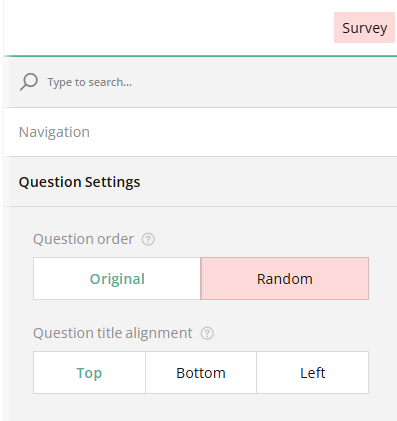 Survey
Type to search...
Navigation
Question Settings
Question order ?
Original Random
Question title alignment ?
Top Bottom Left